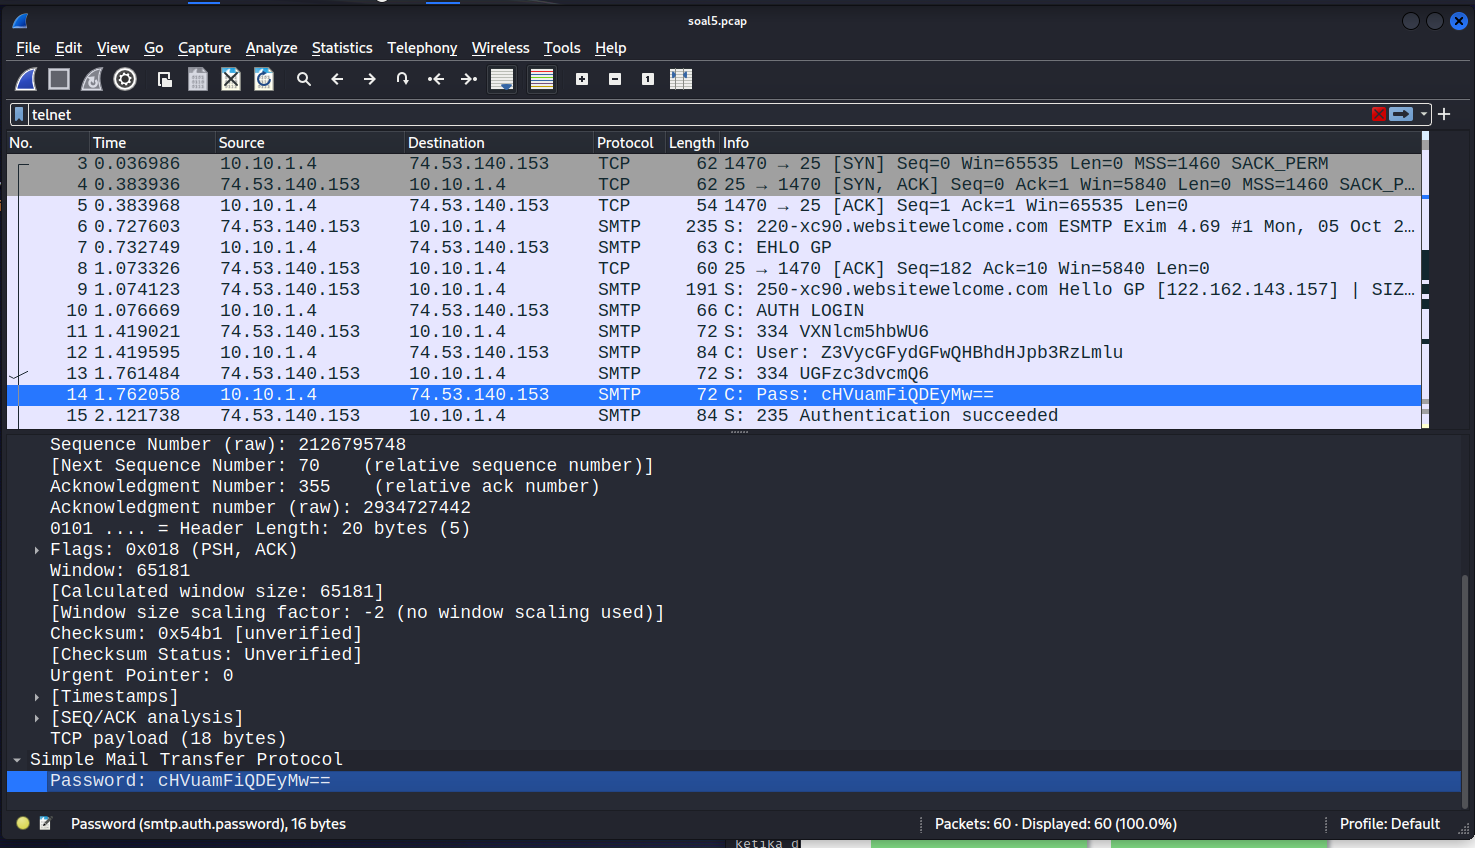 soal5.pcap
File Edit View Go Capture Analyze Statistics Telephony Wireless Tools Help
telnet
No. Time Source Destination Protocol Length Info
3 0.036986 10.10.1.4 74.53.140.153 TCP 62 1470 → 25 [SYN] Seq=0 Win=65535 Len=0 MSS=1460 SACK_PERM
4 0.383936 74.53.140.153 10.10.1.4 TCP 62 25 → 1470 [SYN, ACK] Seq=0 Ack=1 Win=5840 Len=0 MSS=1460 SACK_P…
5 0.383968 10.10.1.4 74.53.140.153 TCP 54 1470 → 25 [ACK] Seq=1 Ack=1 Win=65535 Len=0
6 0.727603 74.53.140.153 10.10.1.4 SMTP 235 S: 220-xc90.websitewelcome.com ESMTP Exim 4.69 #1 Mon, 05 Oct 2…
7 0.732749 10.10.1.4 74.53.140.153 SMTP 63 C: EHLO GP
8 1.073326 74.53.140.153 10.10.1.4 TCP 60 25 → 1470 [ACK] Seq=182 Ack=10 Win=5840 Len=0
9 1.074123 74.53.140.153 10.10.1.4 SMTP 191 S: 250-xc90.websitewelcome.com Hello GP [122.162.143.157] | SIZ…
10 1.076669 10.10.1.4 74.53.140.153 SMTP 66 C: AUTH LOGIN
11 1.419021 74.53.140.153 10.10.1.4 SMTP 72 S: 334 VXNlcm5hbWU6
12 1.419595 10.10.1.4 74.53.140.153 SMTP 84 C: User: Z3VycGFydGFwQHBhdHJpb3RzLmlu
13 1.761484 74.53.140.153 10.10.1.4 SMTP 72 S: 334 UGFzc3dvcmQ6
14 1.762058 10.10.1.4 74.53.140.153 SMTP 72 C: Pass: cHVuamFiQDEyMw==
15 2.121738 74.53.140.153 10.10.1.4 SMTP 84 S: 235 Authentication succeeded
Sequence Number (raw): 2126795748
[Next Sequence Number: 70 (relative sequence number)]
Acknowledgment Number: 355 (relative ack number)
Acknowledgment number (raw): 2934727442
0101 .... = Header Length: 20 bytes (5)
Flags: 0x018 (PSH, ACK)
Window: 65181
[Calculated window size: 65181]
[Window size scaling factor: -2 (no window scaling used)]
Checksum: 0x54b1 [unverified]
[Checksum Status: Unverified]
Urgent Pointer: 0
[Timestamps]
[SEQ/ACK analysis]
TCP payload (18 bytes)
Simple Mail Transfer Protocol
Password: cHVuamFiQDEyMw==
Password (smtp.auth.password), 16 bytes Packets: 60 · Displayed: 60 (100.0%) Profile: Default
ketika d